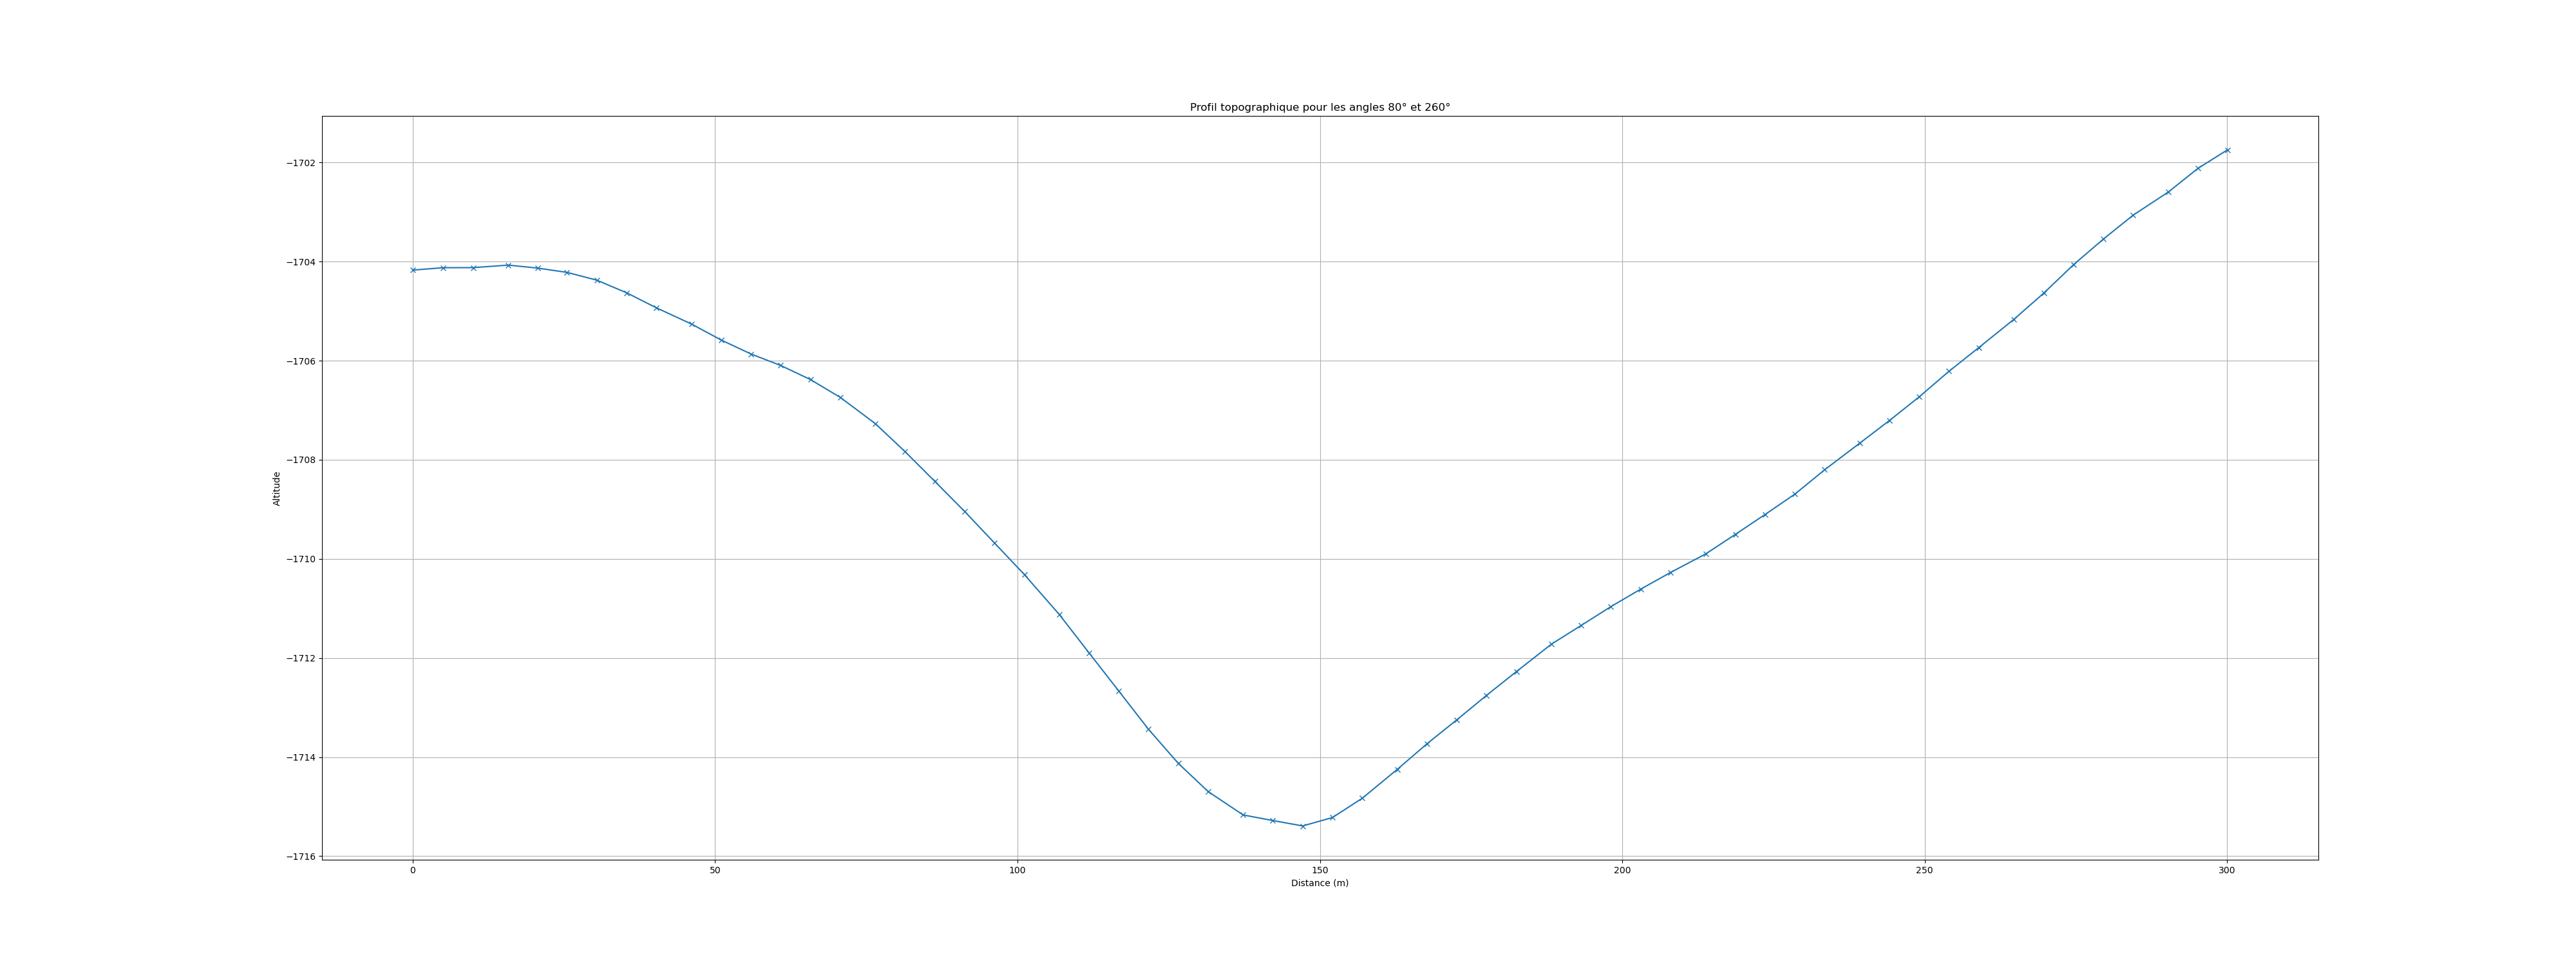 Profil topographique pour les angles 80° et 260°
−1702
−1704
−1706
−1708
−1710
−1712
−1714
−1716
Altitude
0 50 100 150 200 250 300
Distance (m)